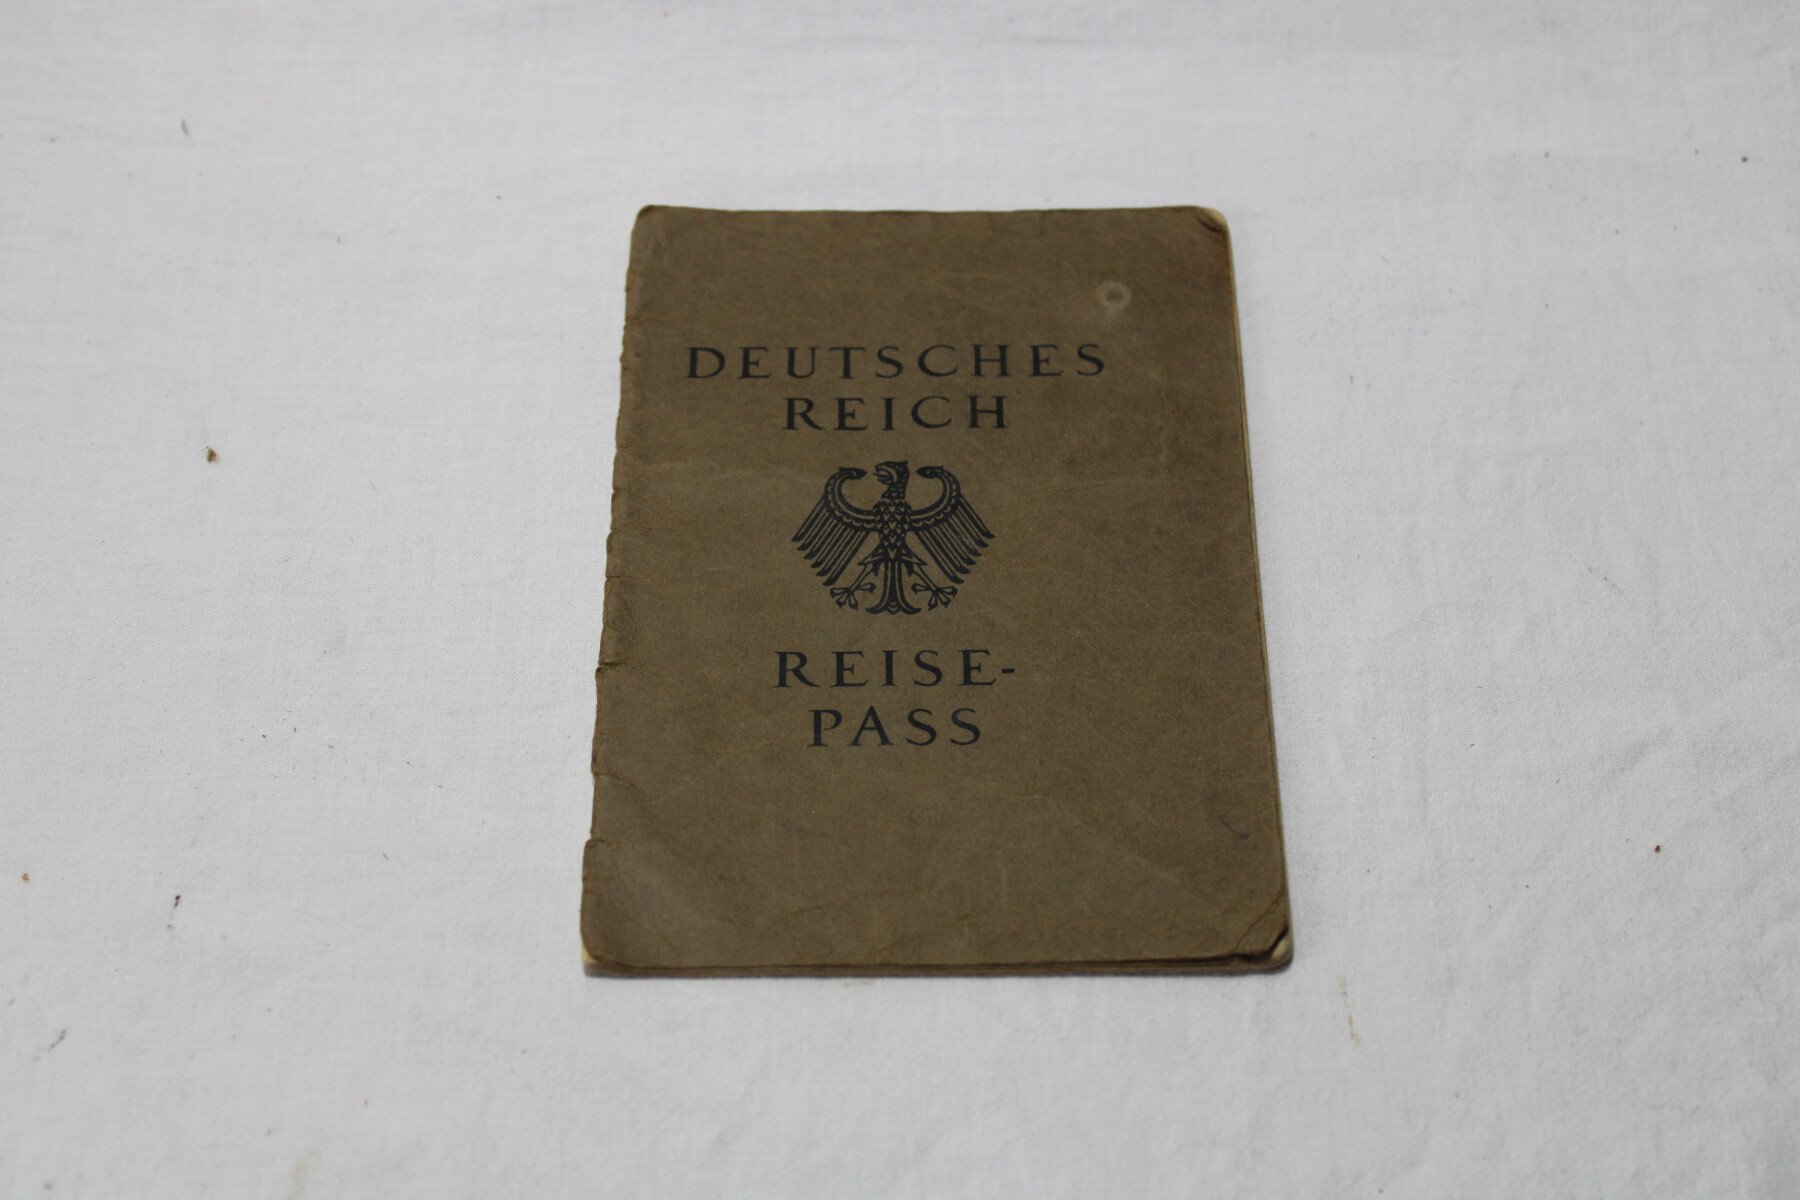 DEUTSCHES
REICH
REISE-
PASS